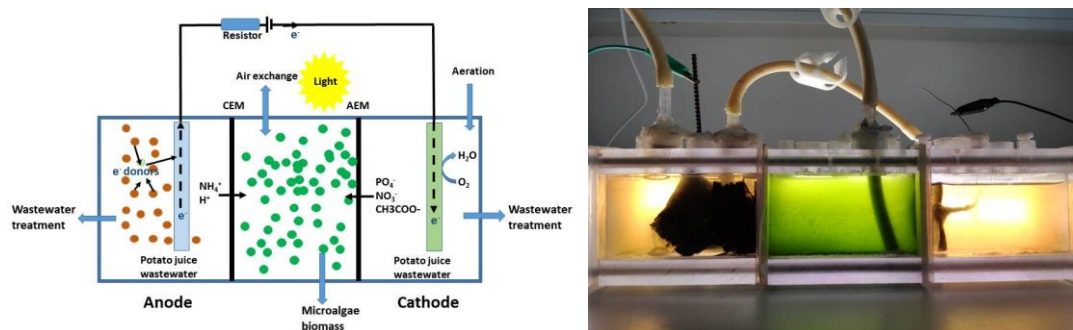 Resistor
e-
Air exchange
Light
Aeration
CEM
AEM
e- donors
H2O
O2
NH4+
H+
PO4-
NO3-
CH3COO-
Wastewater
treatment
e-
e-
Wastewater
treatment
Potato juice
wastewater
Potato juice
wastewater
Anode
Cathode
Microalgae
biomass